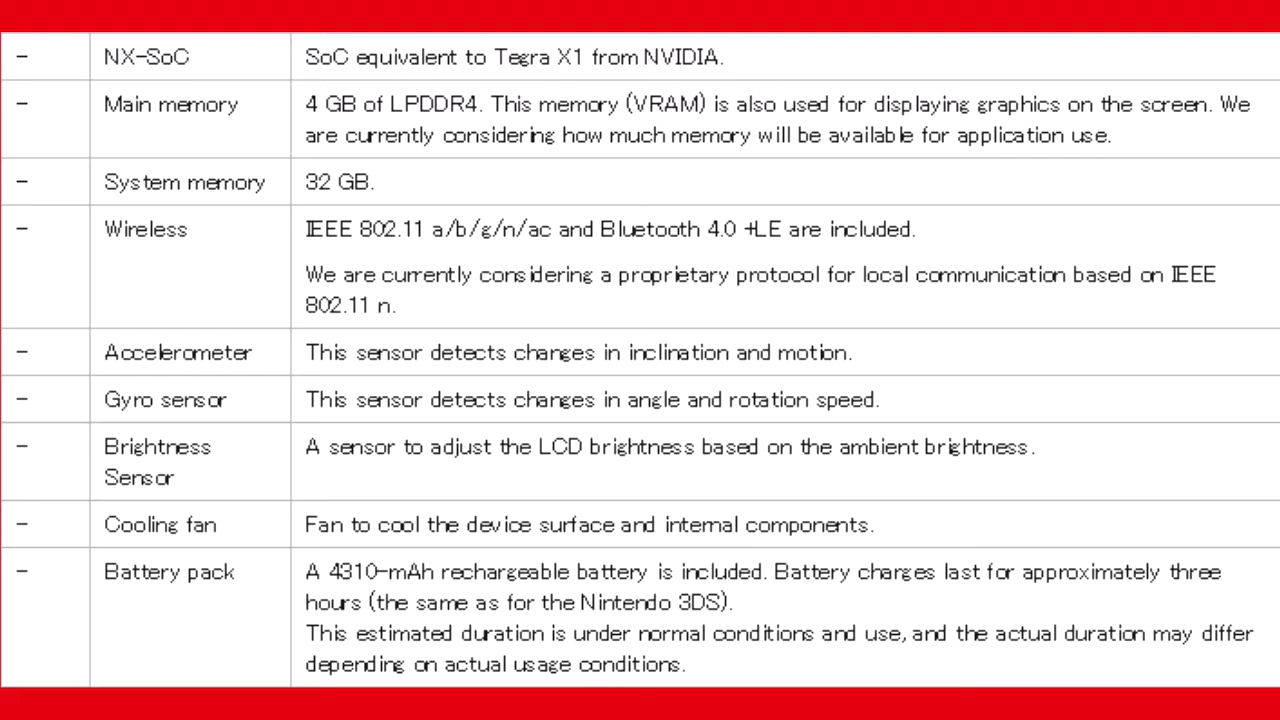 - NX-SoC SoC equivalent to Tegra X1 from NVIDIA.
- Main memory 4 GB of LPDDR4. This memory (VRAM) is also used for displaying graphics on the screen. We
are currently considering how much memory will be available for application use.
- System memory 32 GB.
- Wireless IEEE 802.11 a/b/g/n/ac and Bluetooth 4.0 +LE are included.
We are currently considering a proprietary protocol for local communication based on IEEE
802.11 n.
- Accelerometer This sensor detects changes in inclination and motion.
- Gyro sensor This sensor detects changes in angle and rotation speed.
- Brightness A sensor to adjust the LCD brightness based on the ambient brightness.
Sensor
- Cooling fan Fan to cool the device surface and internal components.
- Battery pack A 4310-mAh rechargeable battery is included. Battery charges last for approximately three
hours (the same as for the Nintendo 3DS).
This estimated duration is under normal conditions and use, and the actual duration may differ
depending on actual usage conditions.